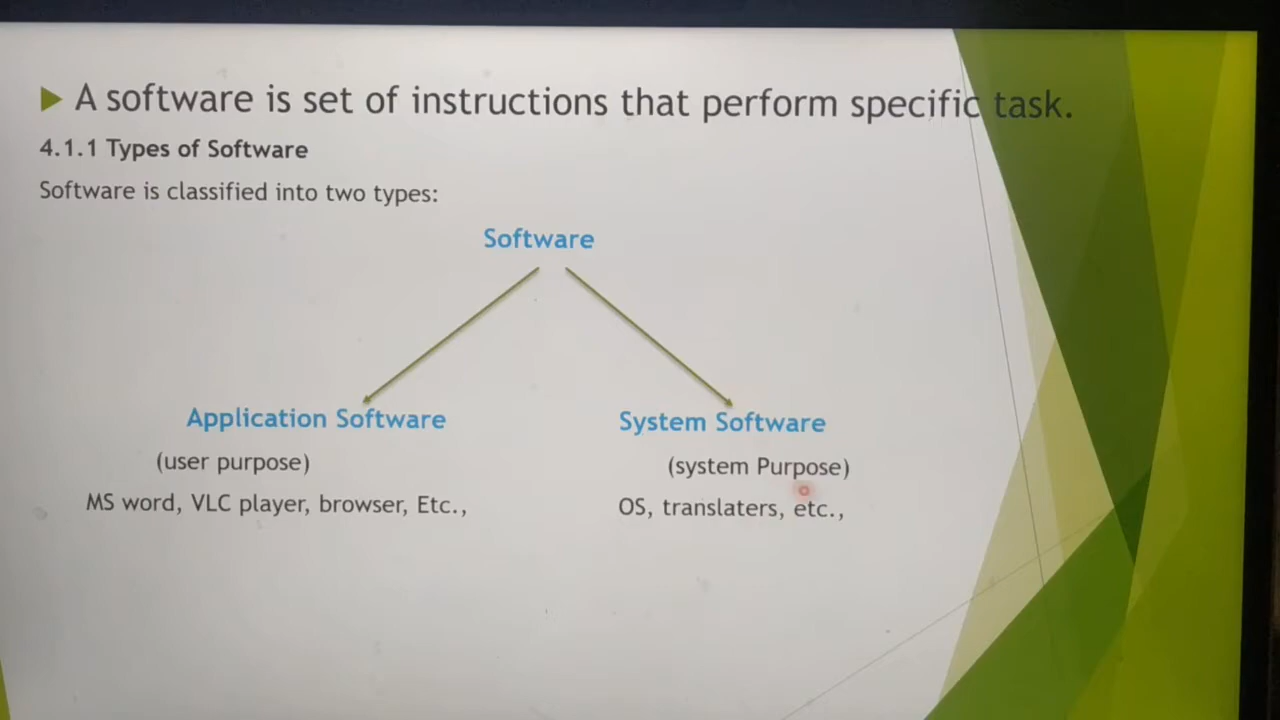 A software is set of instructions that perform specific task.
4.1.1 Types of Software
Software is classified into two types:
Software
Application Software
System Software
(user purpose)
(system Purpose)
MS word, VLC player, browser, Etc.,
OS, translaters, etc.,